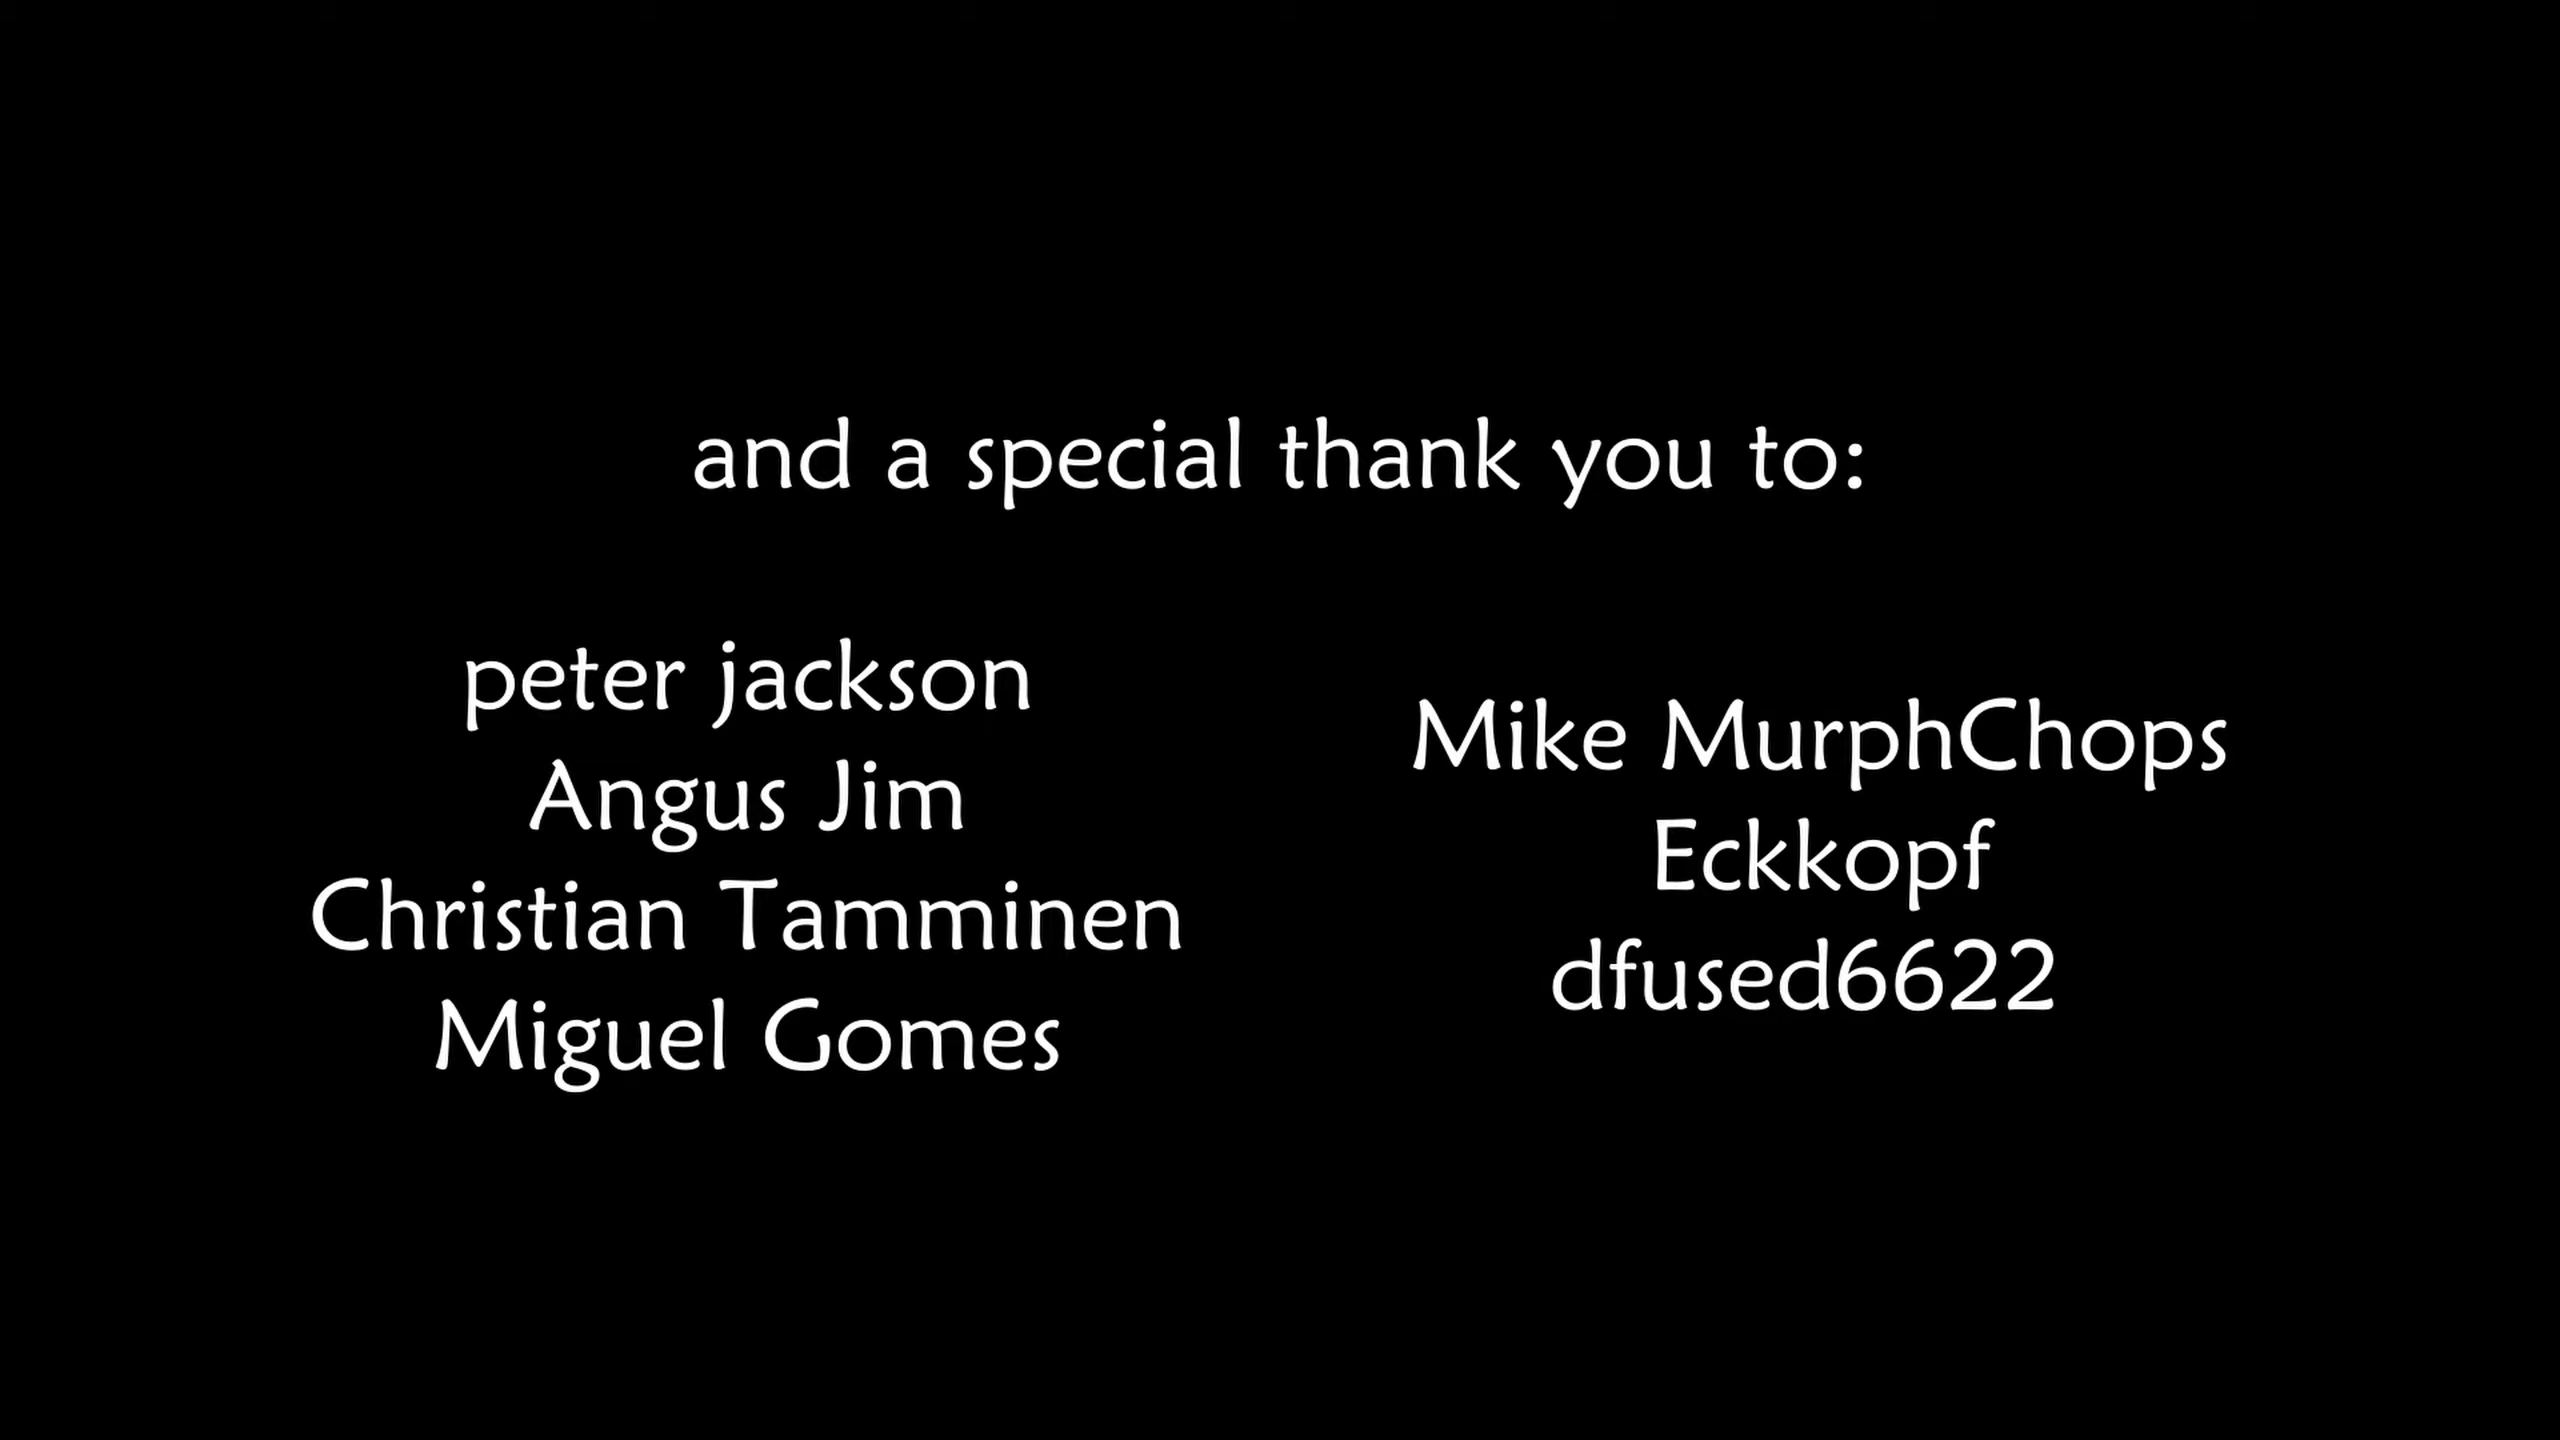 and a special thank you to:
peter jackson
Angus Jim
Christian Tamminen
Miguel Gomes
Mike MurphChops
Eckkopf
dfused6622